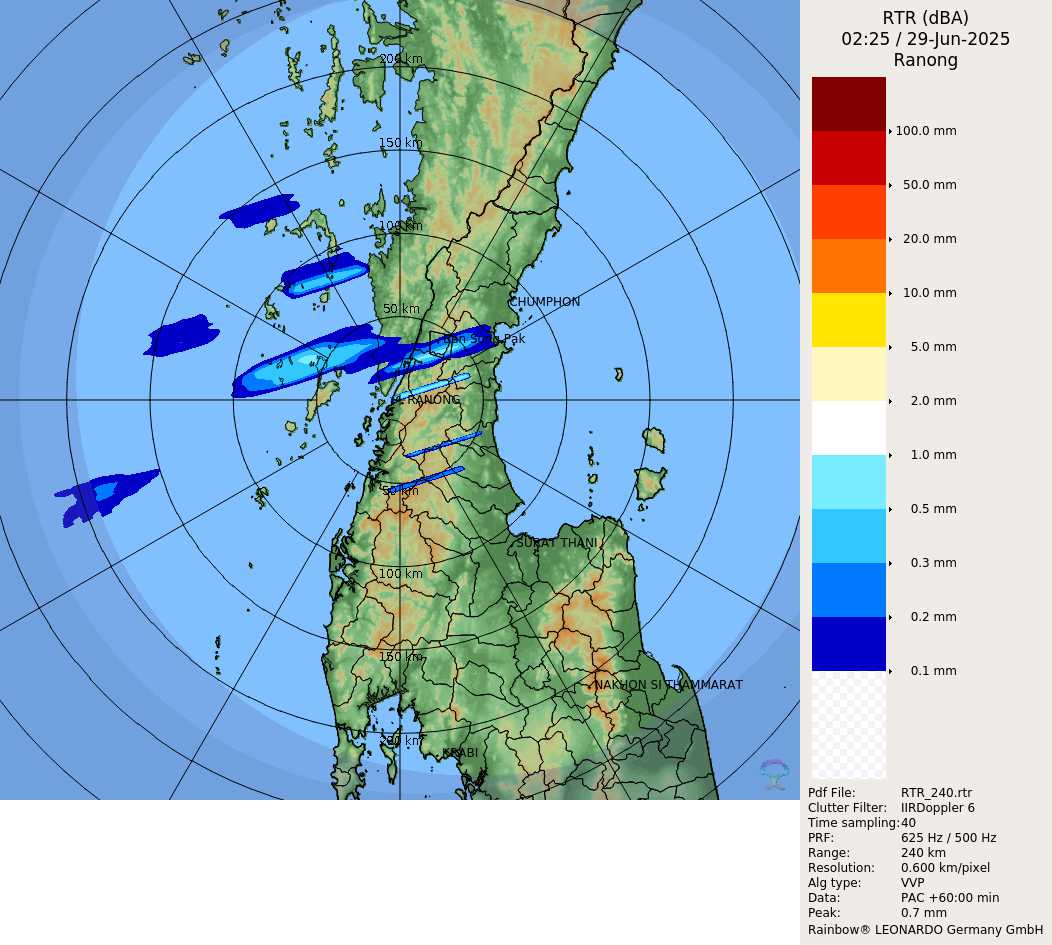 RTR (dBA)
02:25 / 29-Jun-2025
Ranong
200 km
150 km
100 km
50 km
CHUMPHON
Ban Song Pak
RANONG
50 km
SURAT THANI
100 km
150 km
NAKHON SI THAMMARAT
200 km
KRABI
100.0 mm
50.0 mm
20.0 mm
10.0 mm
5.0 mm
2.0 mm
1.0 mm
0.5 mm
0.3 mm
0.2 mm
0.1 mm
Pdf File: RTR_240.rtr
Clutter Filter: IIRDoppler 6
Time sampling:40
PRF: 625 Hz / 500 Hz
Range: 240 km
Resolution: 0.600 km/pixel
Alg type: VVP
Data: PAC +60:00 min
Peak: 0.7 mm
Rainbow® LEONARDO Germany GmbH